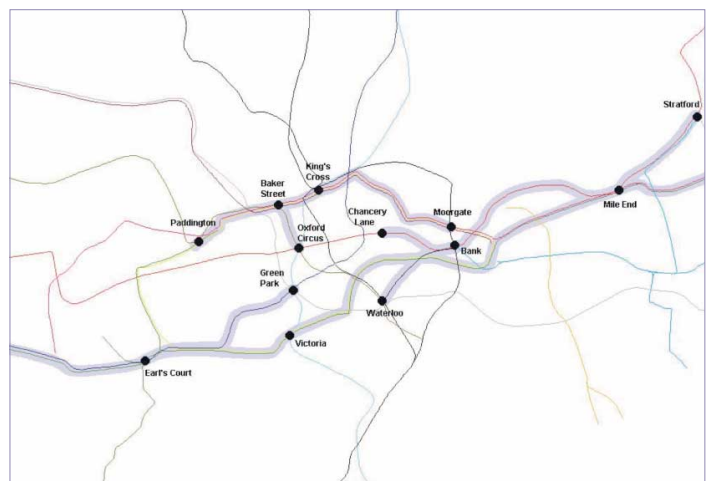 Stratford
King's
Cross
Baker
Street
Mile End
Chancery
Lane
Moorgate
Paddington
Oxford
Circus
Bank
Green
Park
Waterloo
Victoria
Earl's Court